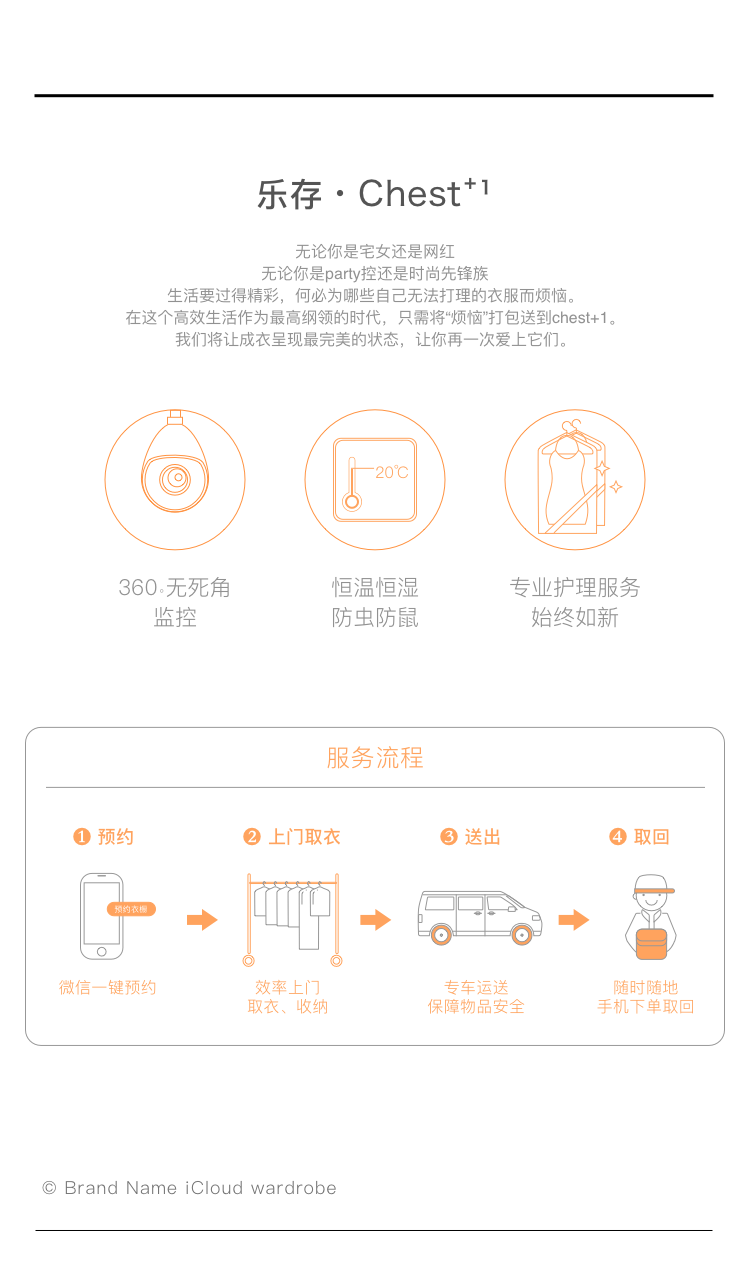 乐存·Chest⁺¹
无论你是宅女还是网红
无论你是party控还是时尚先锋族
生活要过得精彩，何必为哪些自己无法打理的衣服而烦恼。
在这个高效生活作为最高纲领的时代，只需将“烦恼”打包送到chest+1。
我们将让成衣呈现最完美的状态，让你再一次爱上它们。
20℃
360°无死角
监控
恒温恒湿
防虫防鼠
专业护理服务
始终如新
服务流程
❶ 预约
❷ 上门取衣
❸ 送出
❹ 取回
预约衣橱
微信一键预约
效率上门
取衣、收纳
专车运送
保障物品安全
随时随地
手机下单取回
© Brand Name iCloud wardrobe